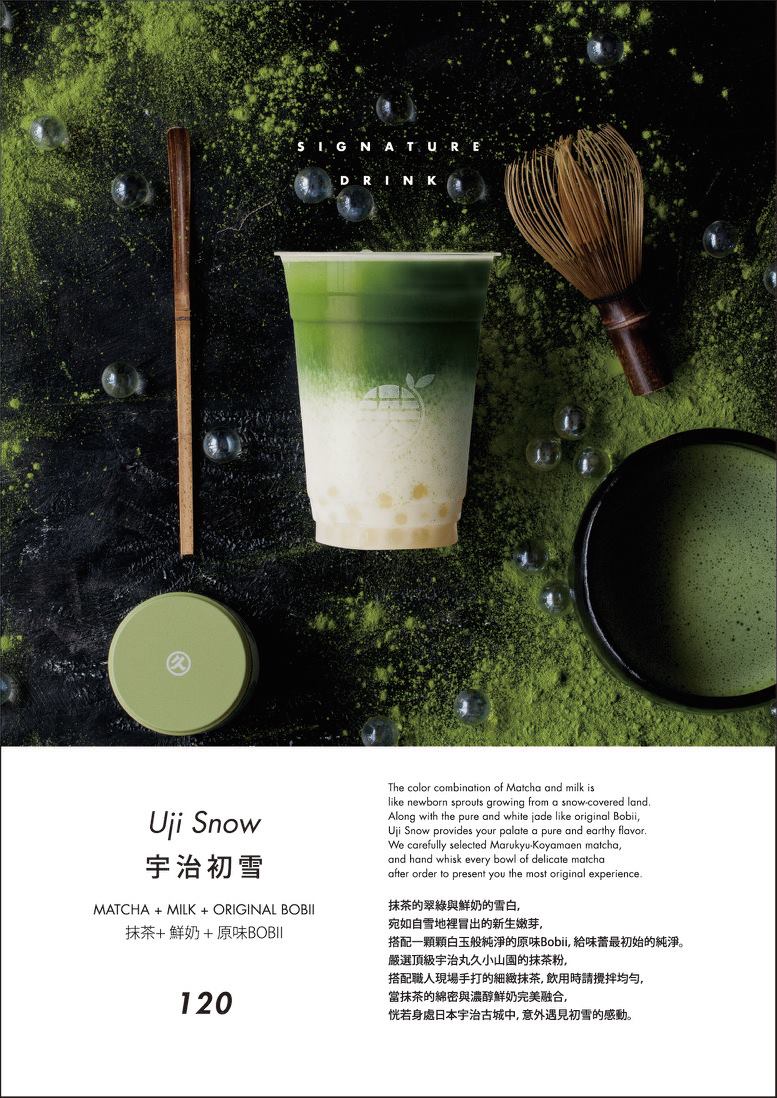 SIGNATURE
DRINK
久
Uji Snow
宇治初雪
MATCHA + MILK + ORIGINAL BOBII
抹茶+ 鮮奶 + 原味BOBII
120
The color combination of Matcha and milk is
like newborn sprouts growing from a snow-covered land.
Along with the pure and white jade like original Bobii,
Uji Snow provides your palate a pure and earthy flavor.
We carefully selected Marukyu-Koyamaen matcha,
and hand whisk every bowl of delicate matcha
after order to present you the most original experience.
抹茶的翠綠與鮮奶的雪白,
宛如自雪地裡冒出的新生嫩芽,
搭配一顆顆白玉般純淨的原味Bobii, 給味蕾最初始的純淨。
嚴選頂級宇治丸久小山園的抹茶粉,
搭配職人現場手打的細緻抹茶, 飲用時請攪拌均勻,
當抹茶的綿密與濃醇鮮奶完美融合,
恍若身處日本宇治古城中, 意外遇見初雪的感動。